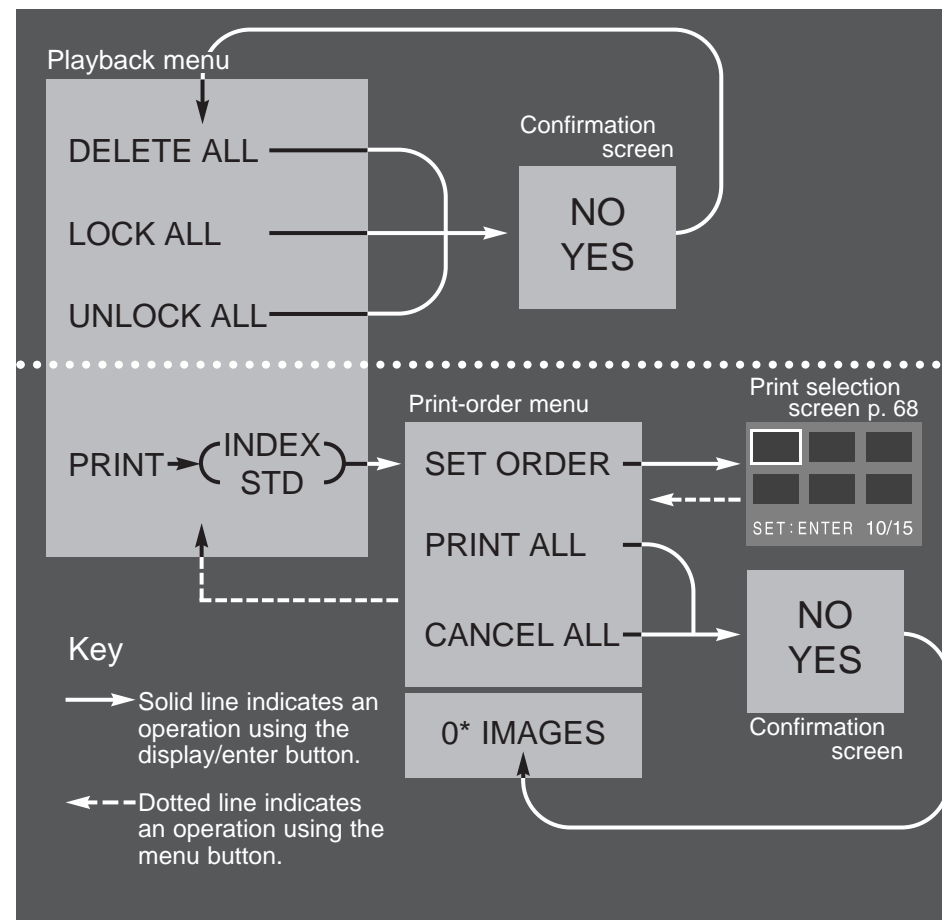 Playback menu
DELETE ALL
LOCK ALL
UNLOCK ALL
Confirmation
screen
NO
YES
PRINT
INDEX
STD
Print-order menu
SET ORDER
PRINT ALL
CANCEL ALL
0* IMAGES
Print selection
screen p. 68
SET:ENTER 10/15
NO
YES
Confirmation
screen
Key
Solid line indicates an
operation using the
display/enter button.
Dotted line indicates
an operation using the
menu button.